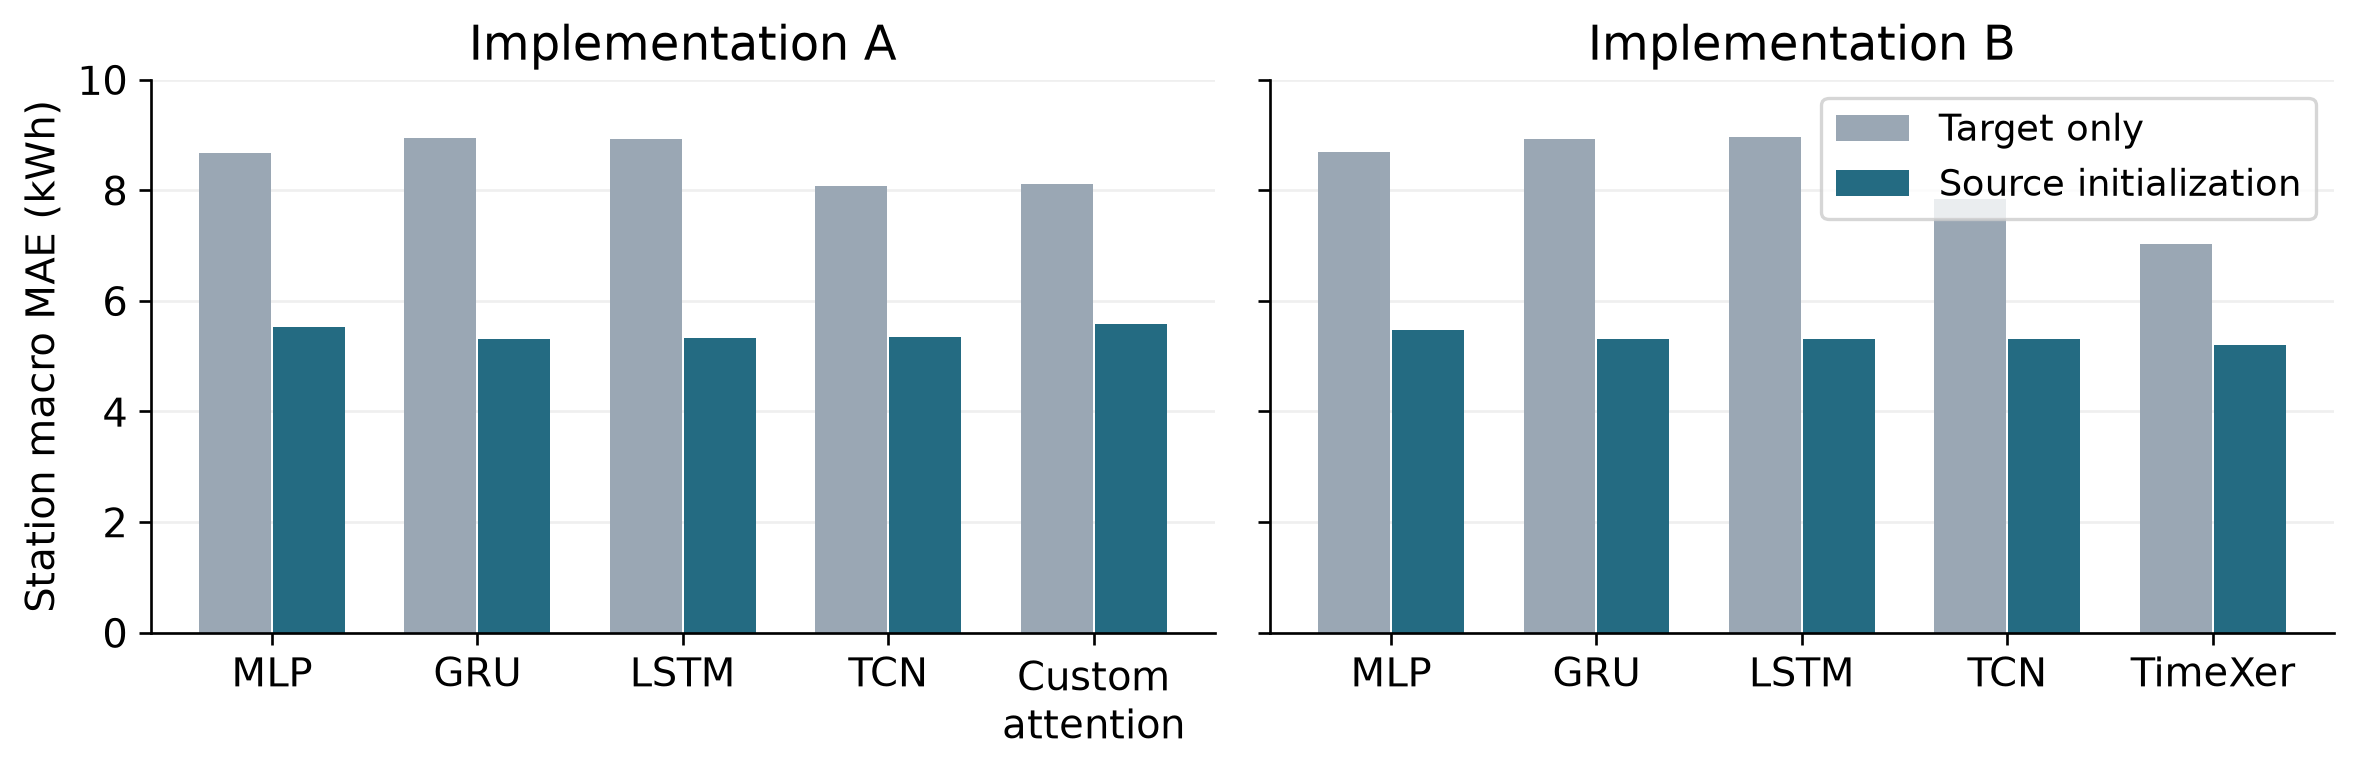 Implementation A
Implementation B
Station macro MAE (kWh)
10
8
6
4
2
0
Target only
Source initialization
MLP
GRU
LSTM
TCN
Custom
attention
MLP
GRU
LSTM
TCN
TimeXer